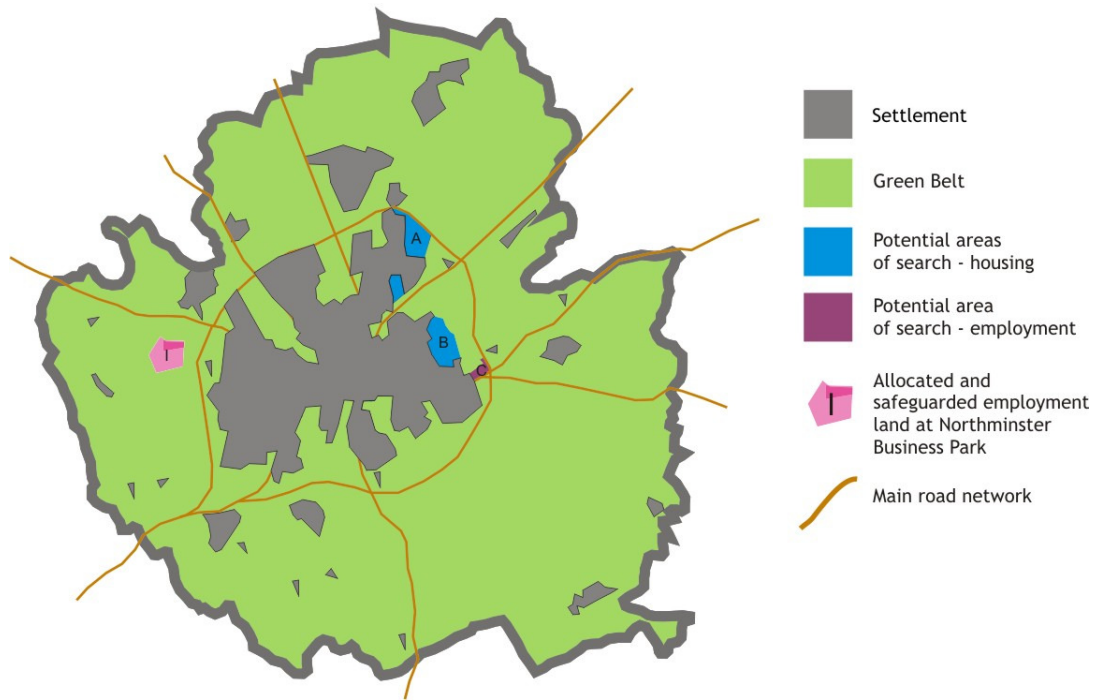 A
B
C
I
Settlement
Green Belt
Potential areas
of search - housing
Potential area
of search - employment
I
Allocated and
safeguarded employment
land at Northminster
Business Park
Main road network